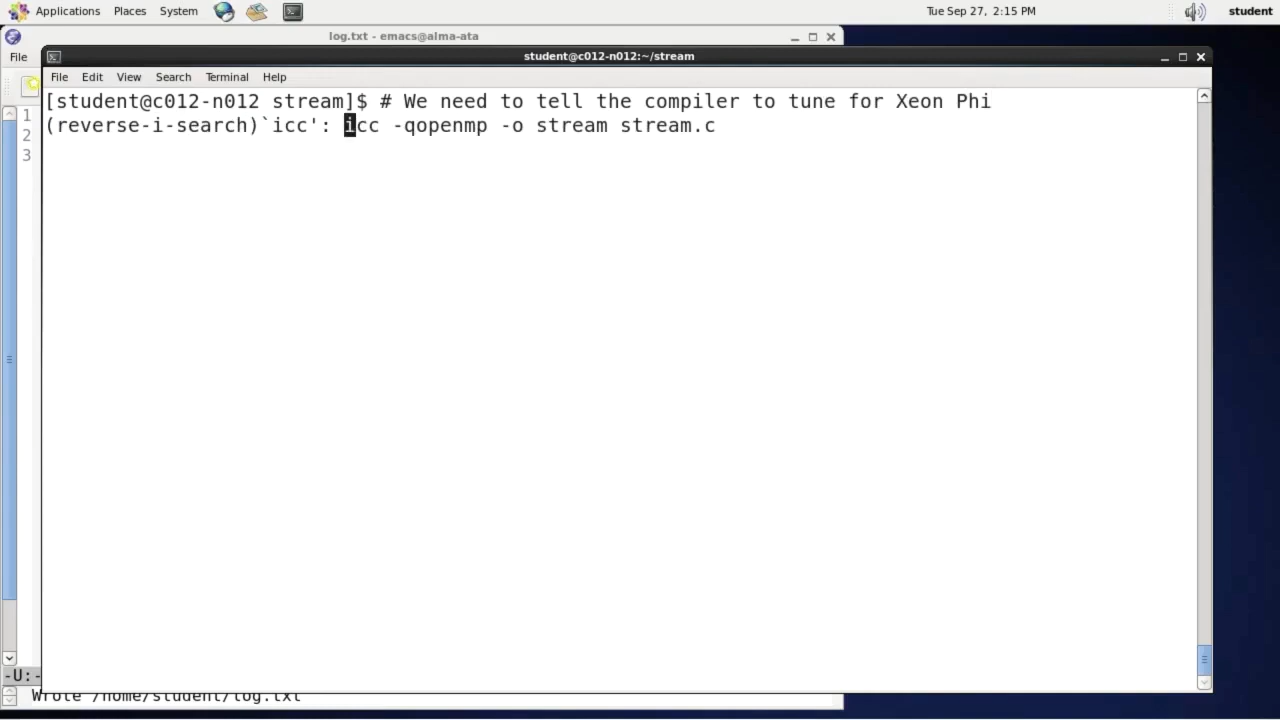 Applications Places System Tue Sep 27, 2:15 PM student
log.txt - emacs@alma-ata
File
student@c012-n012:~/stream
File Edit View Search Terminal Help
1
2
3
[student@c012-n012 stream]$ # We need to tell the compiler to tune for Xeon Phi
(reverse-i-search)`icc': icc -qopenmp -o stream stream.c
-U:-
Wrote /home/student/log.txt